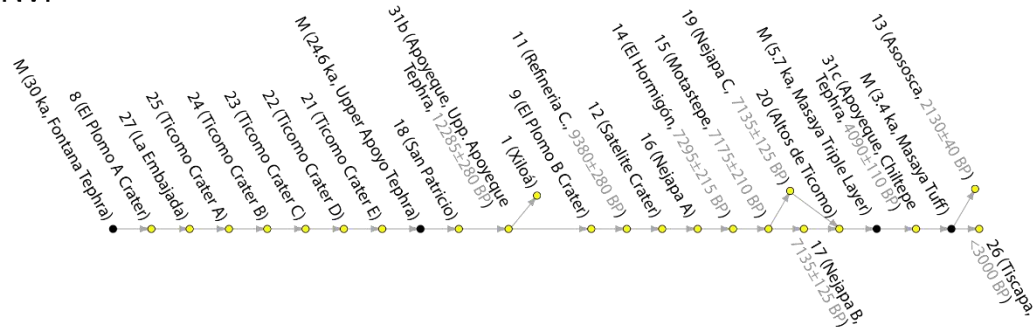 M (30 ka, Fontana Tephra)
8 (El Plomo A Crater)
27 (La Embajada)
25 (Ticomo Crater A)
24 (Ticomo Crater B)
23 (Ticomo Crater C)
22 (Ticomo Crater D)
21 (Ticomo Crater E)
M (24.6 ka, Upper Apoyo Tephra)
18 (San Patricio)
31b (Apoyeque, Upp. Apoyeque
Tephra, 12285±280 BP)
1 (Xiloá)
11 (Refineria C, 9380±280 BP)
9 (El Plomo B Crater)
12 (Satelite Crater)
16 (Nejapa A)
14 (El Hormigón, 7295±215 BP)
15 (Motastepe, 7175±210 BP)
19 (Nejapa C, 7135±125 BP)
17 (Nejapa B,
7135±125 BP)
20 (Altos de Ticomo)
M (5.7 ka, Masaya Triple Layer)
31c (Apoyeque, Chiltepe
Tephra, 4090±110 BP)
M (3.4 ka, Masaya Tuff)
13 (Asososca, 2130±40 BP)
26 (Tiscapa,
<3000 BP)